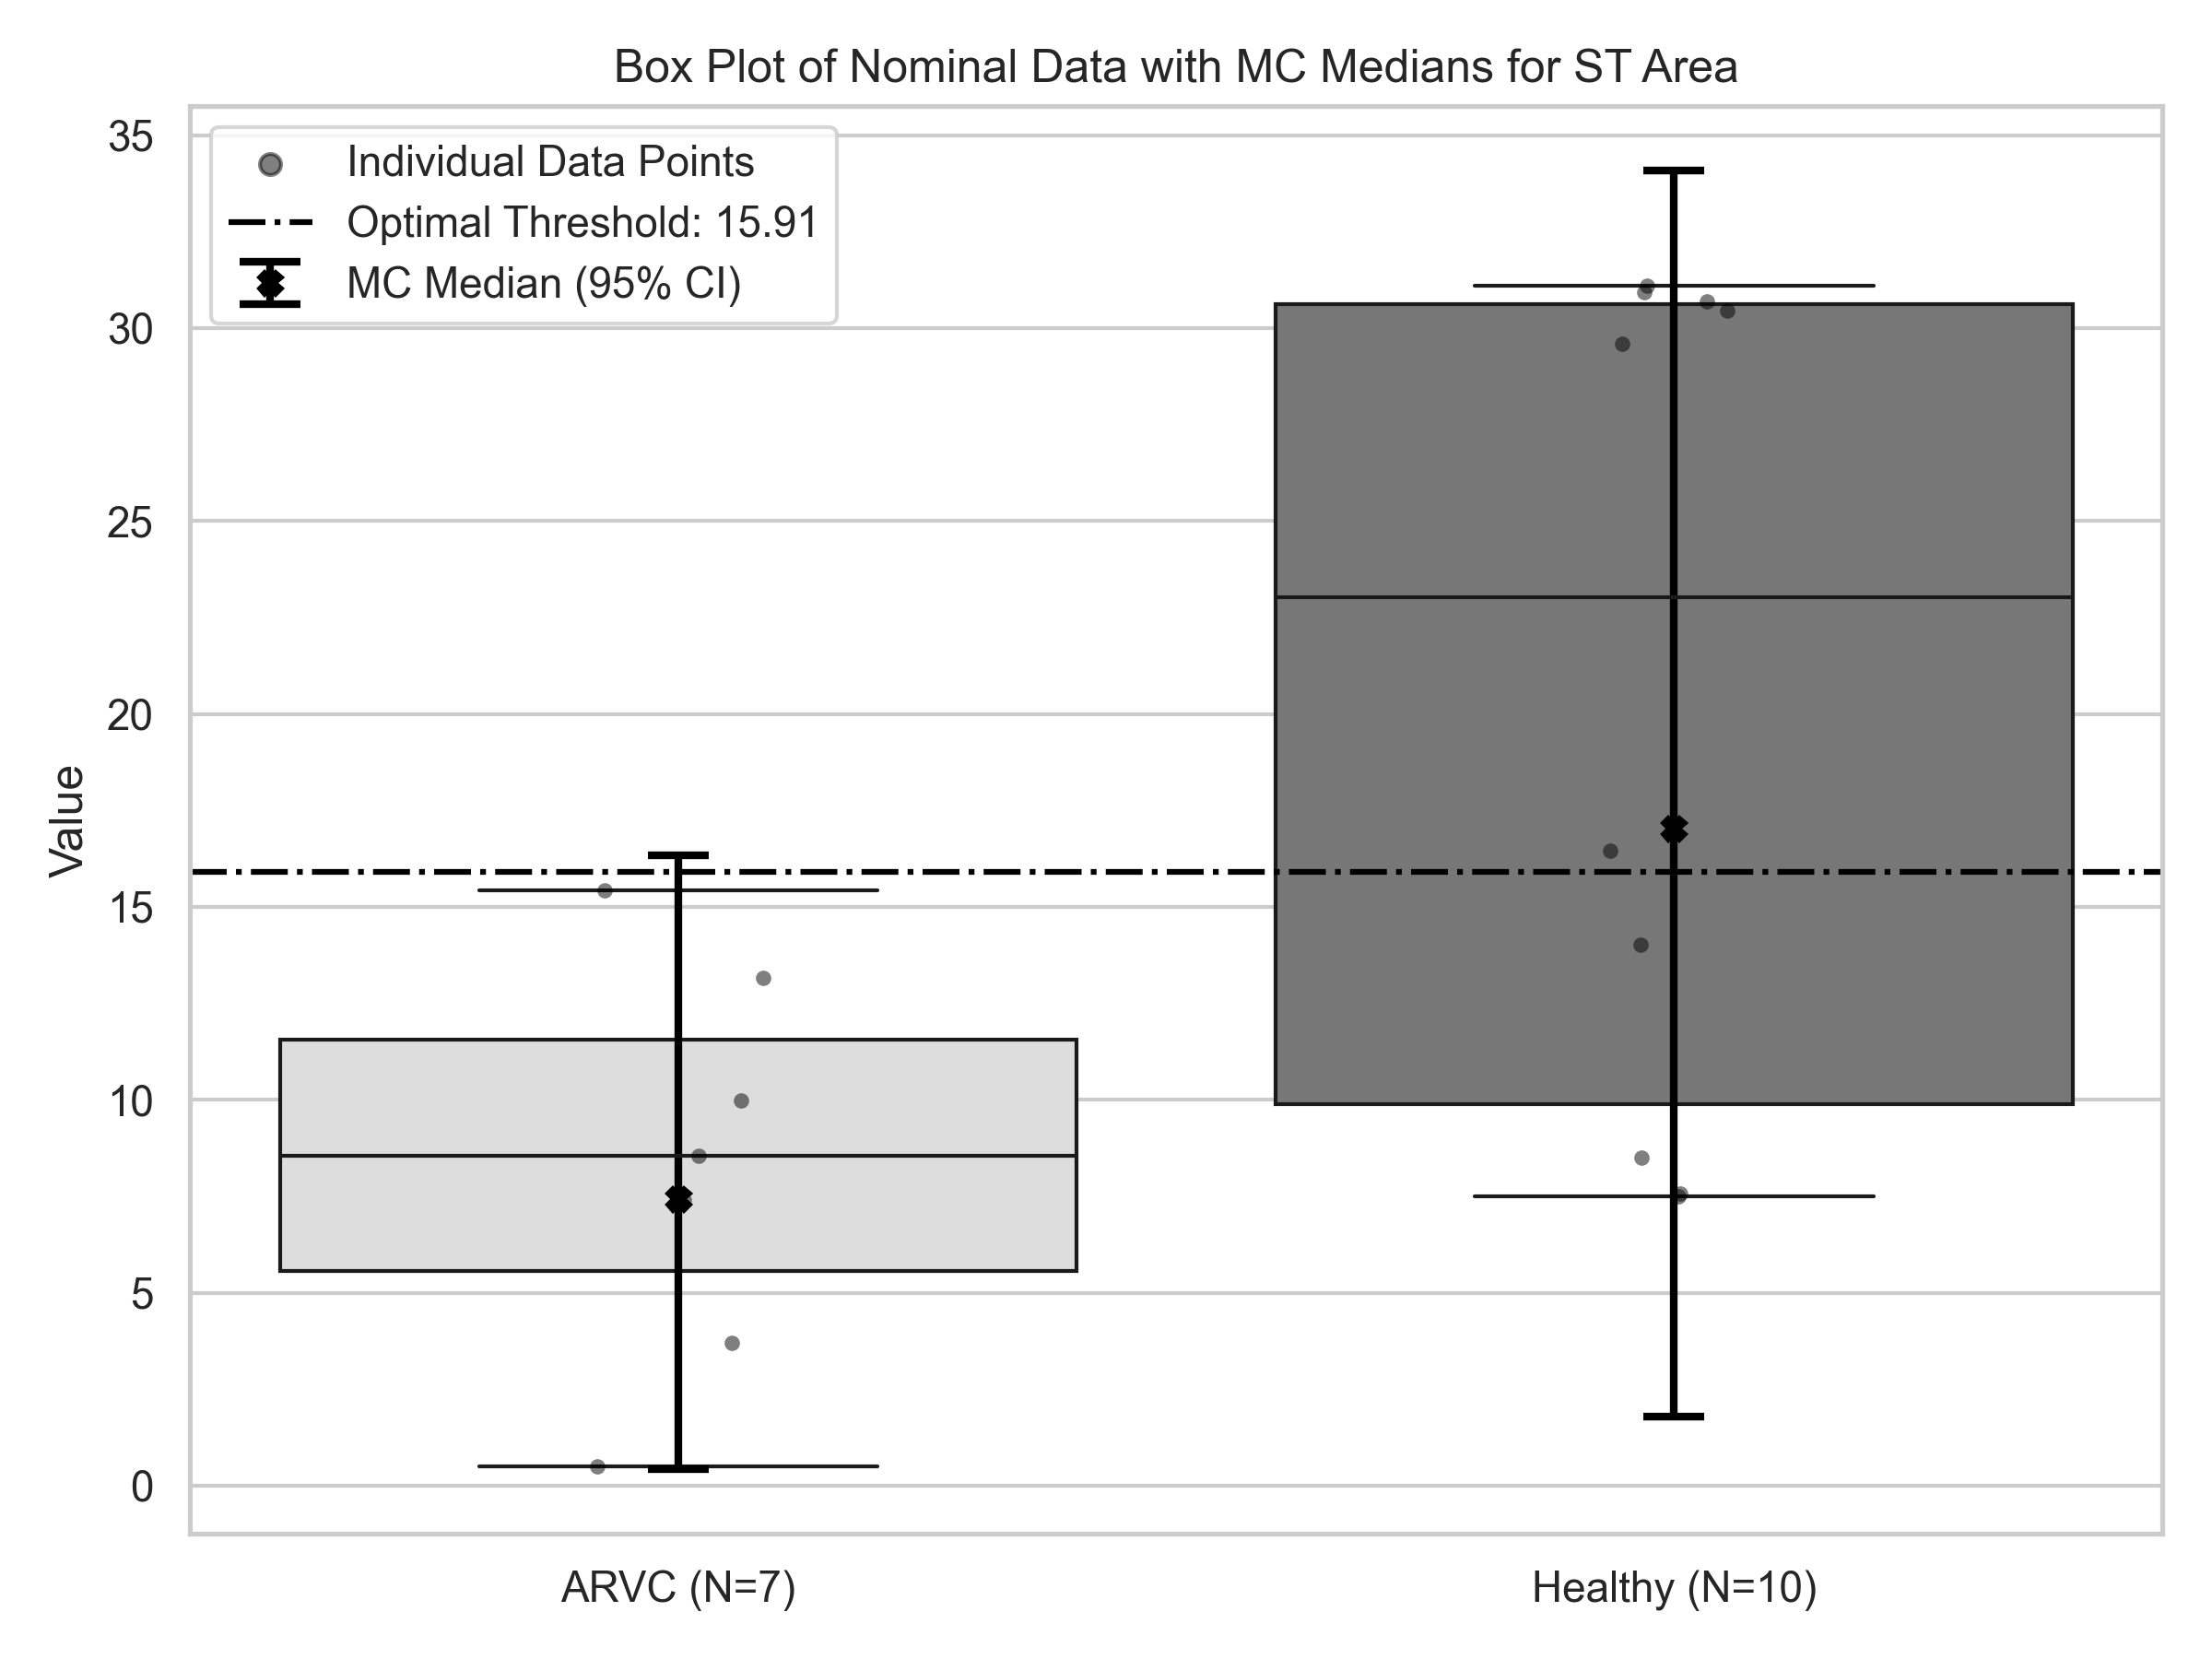 Box Plot of Nominal Data with MC Medians for ST Area
Individual Data Points
Optimal Threshold: 15.91
MC Median (95% CI)
35
30
25
20
15
10
5
0
Value
ARVC (N=7)
Healthy (N=10)